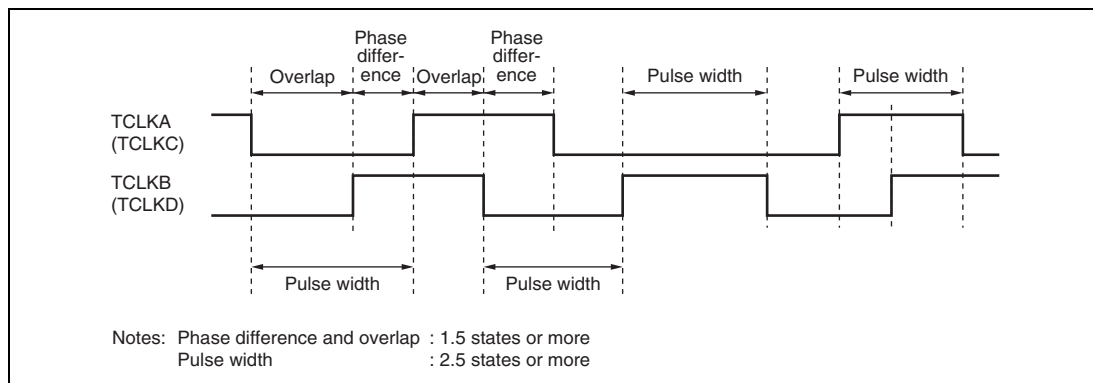 Phase
differ-
ence
Phase
differ-
ence
Overlap
Overlap
Pulse width
Pulse width
TCLKA
(TCLKC)
TCLKB
(TCLKD)
Pulse width
Pulse width
Notes: Phase difference and overlap : 1.5 states or more
Pulse width : 2.5 states or more